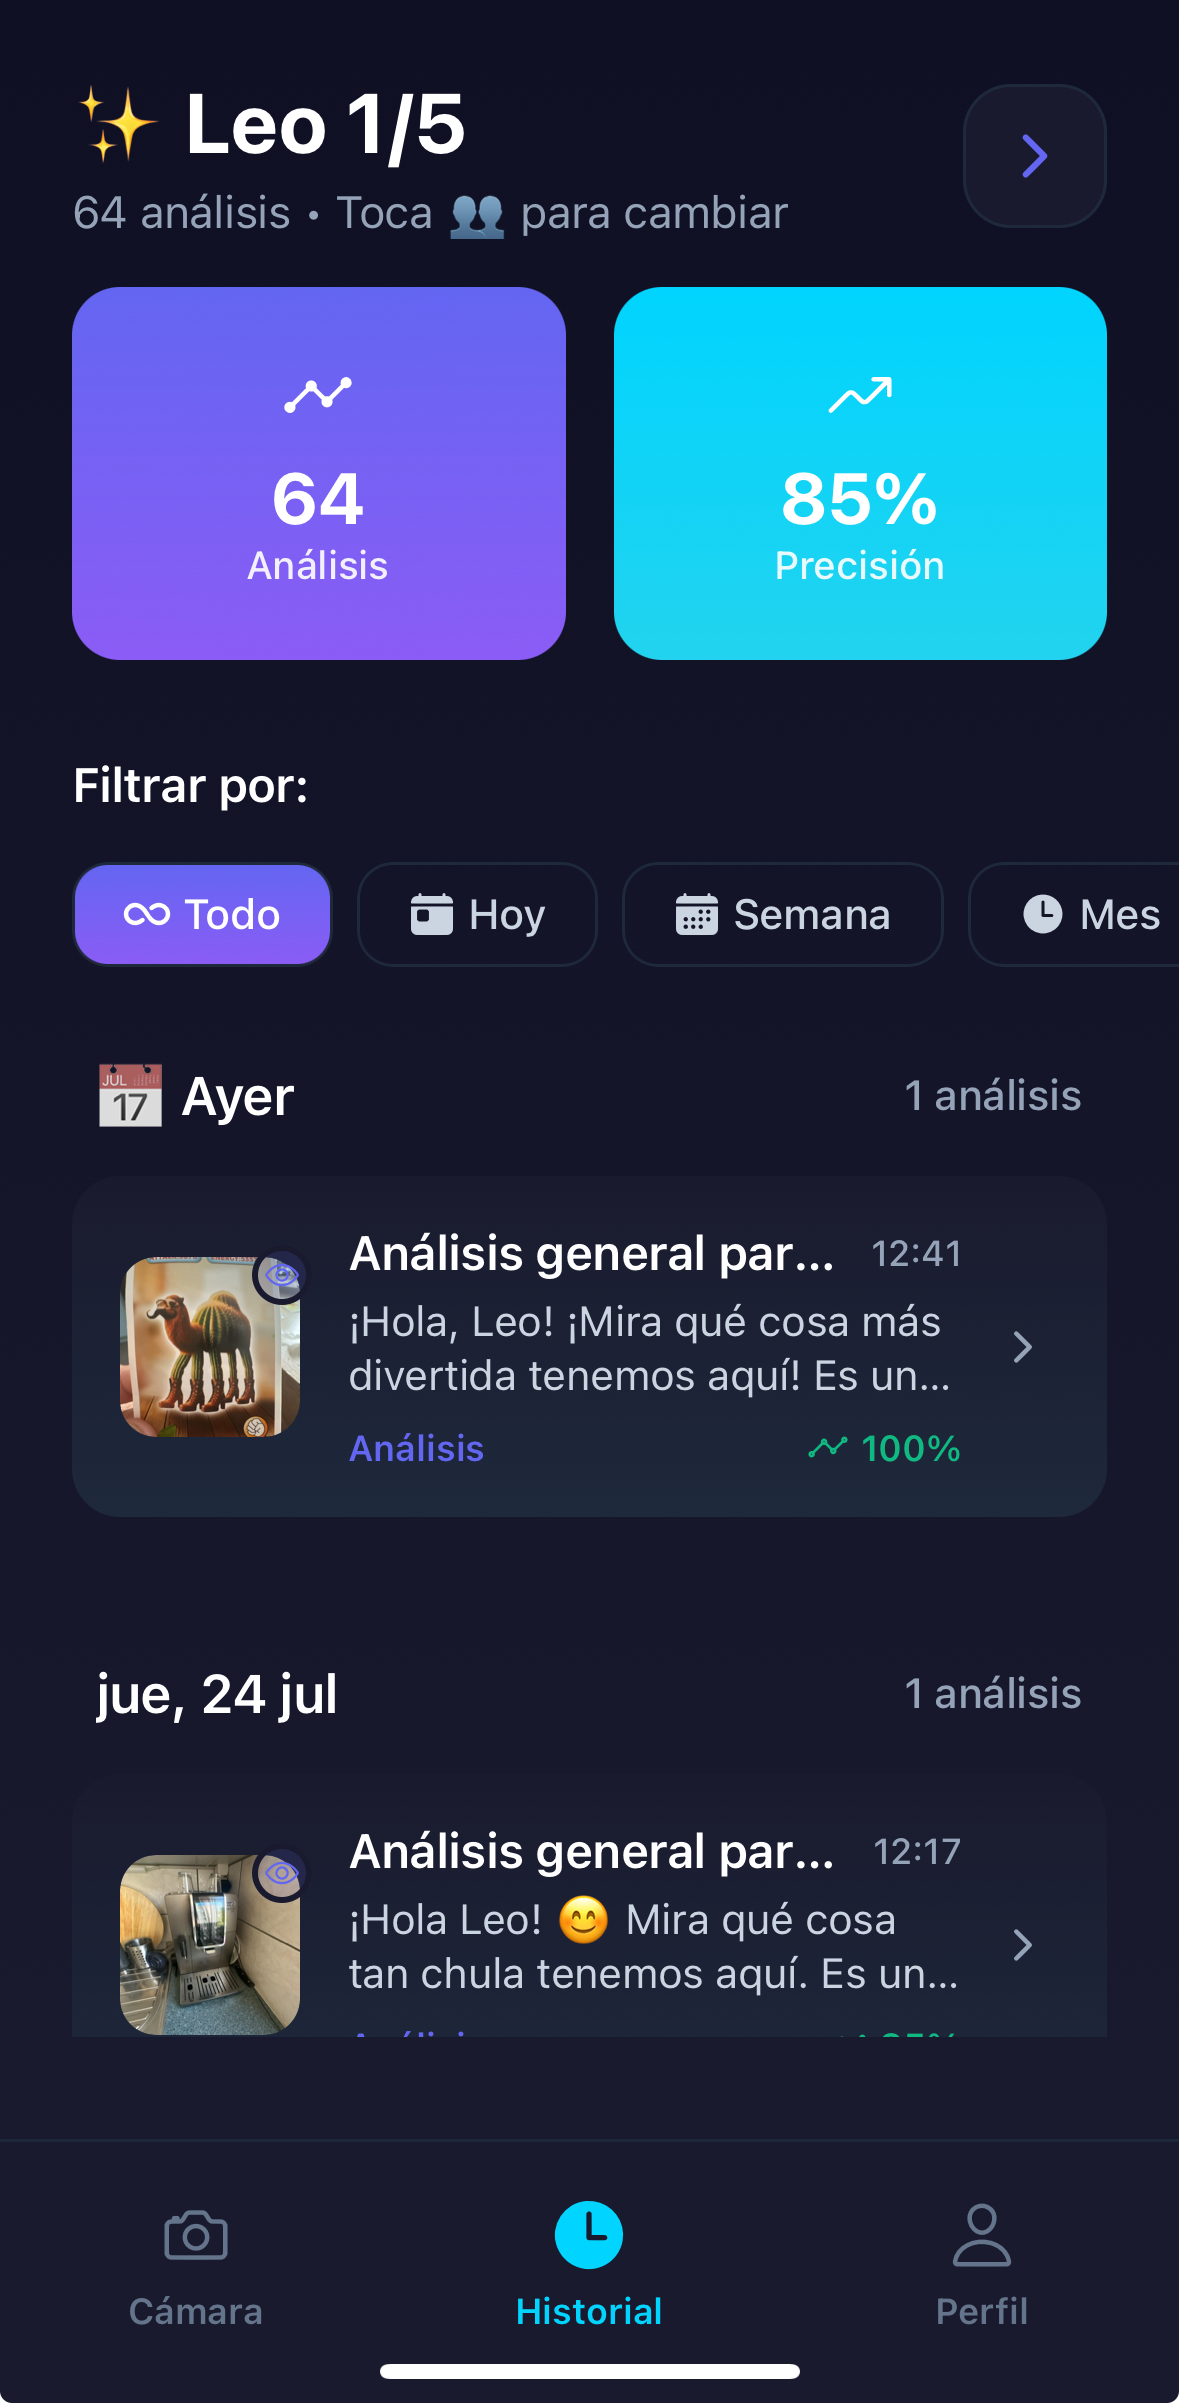 ✨ Leo 1/5
64 análisis • Toca 👥 para cambiar
64
Análisis
85%
Precisión
Filtrar por:
Todo
Hoy
Semana
Mes
JUL
17
Ayer
1 análisis
Análisis general par...
12:41
¡Hola, Leo! ¡Mira qué cosa más
divertida tenemos aquí! Es un...
Análisis
100%
jue, 24 jul
1 análisis
Análisis general par...
12:17
¡Hola Leo! 😊 Mira qué cosa
tan chula tenemos aquí. Es un...
Cámara
Historial
Perfil